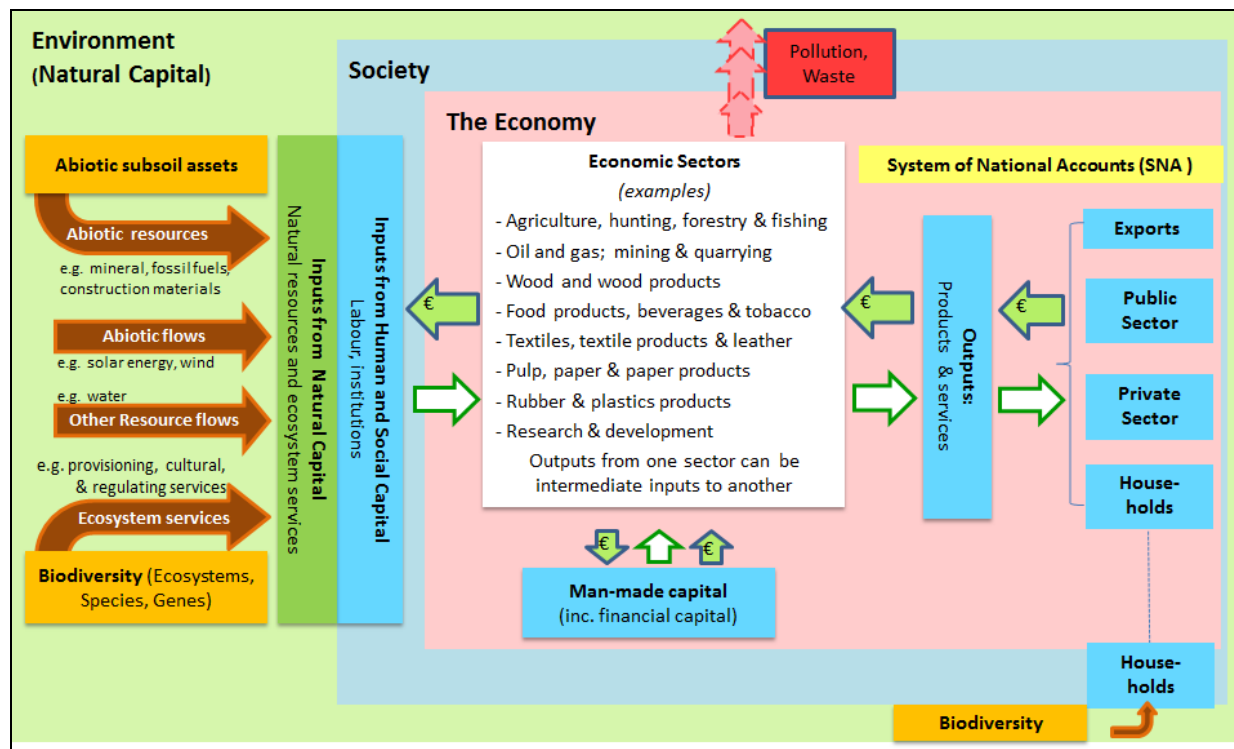 Environment
(Natural Capital)
Society
Pollution,
Waste
The Economy
Abiotic subsoil assets
Abiotic resources
e.g. mineral, fossil fuels,
construction materials
Abiotic flows
e.g. solar energy, wind
e.g. water
Other Resource flows
e.g. provisioning, cultural,
& regulating services
Ecosystem services
Biodiversity (Ecosystems,
Species, Genes)
Inputs from Natural Capital
Natural resources and ecosystem services
Inputs from Human and Social Capital
Labour, institutions
€
Economic Sectors
(examples)
- Agriculture, hunting, forestry & fishing
- Oil and gas; mining & quarrying
- Wood and wood products
- Food products, beverages & tobacco
- Textiles, textile products & leather
- Pulp, paper & paper products
- Rubber & plastics products
- Research & development
Outputs from one sector can be
intermediate inputs to another
€
€
Man-made capital
(inc. financial capital)
System of National Accounts (SNA )
€
Outputs:
Products & services
€
Exports
Public
Sector
Private
Sector
House-
holds
House-
holds
Biodiversity